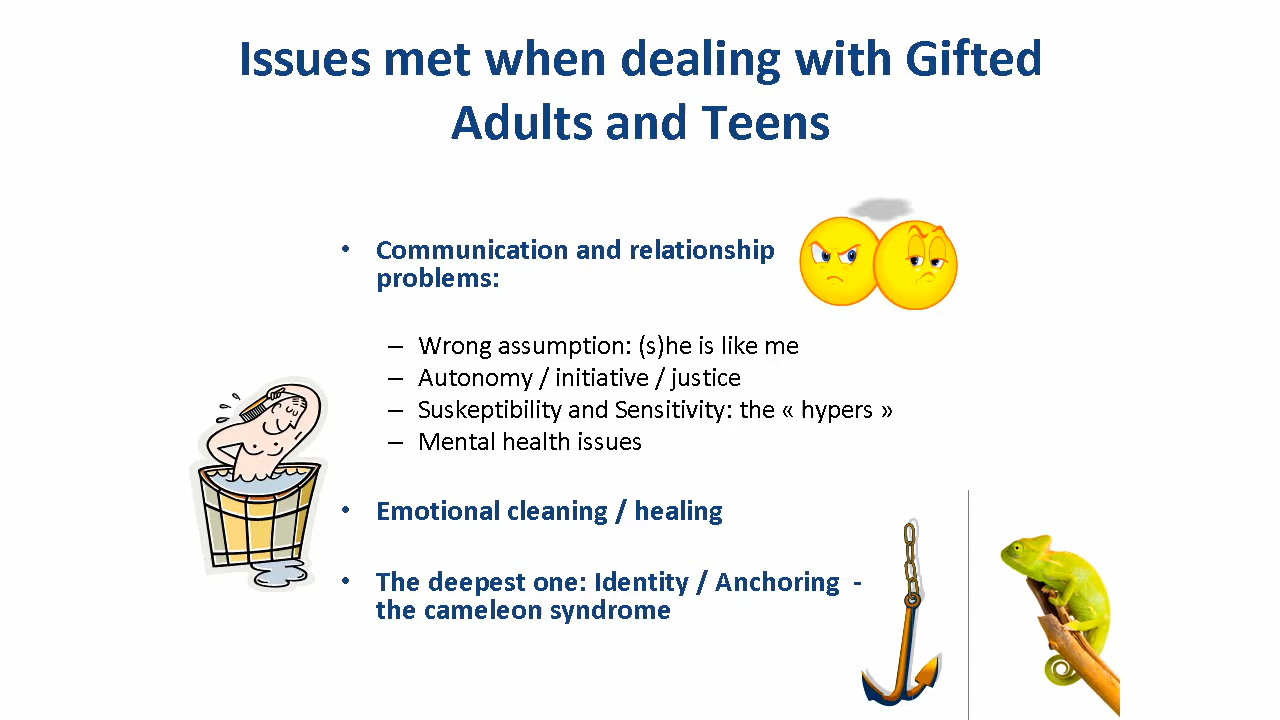 Issues met when dealing with Gifted
Adults and Teens
• Communication and relationship
problems:
– Wrong assumption: (s)he is like me
– Autonomy / initiative / justice
– Suskeptibility and Sensitivity: the « hypers »
– Mental health issues
• Emotional cleaning / healing
• The deepest one: Identity / Anchoring -
the cameleon syndrome